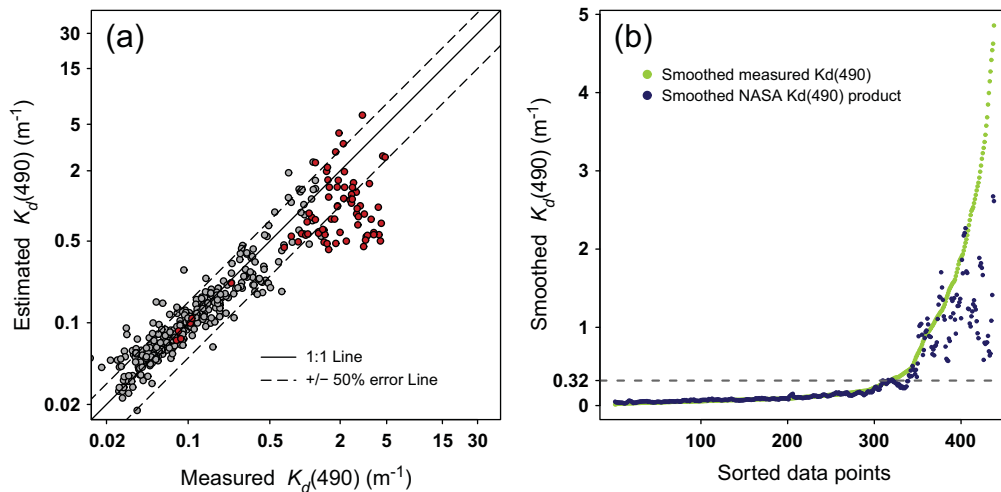 (a)
Estimated K_d(490) (m⁻¹)
30
15
5
2
0.5
0.1
0.02
1:1 Line
+/− 50% error Line
0.02 0.1 0.5 2 5 15 30
Measured K_d(490) (m⁻¹)
(b)
Smoothed K_d(490) (m⁻¹)
5
4
3
2
1
0.32
0
Smoothed measured Kd(490)
Smoothed NASA Kd(490) product
100 200 300 400
Sorted data points